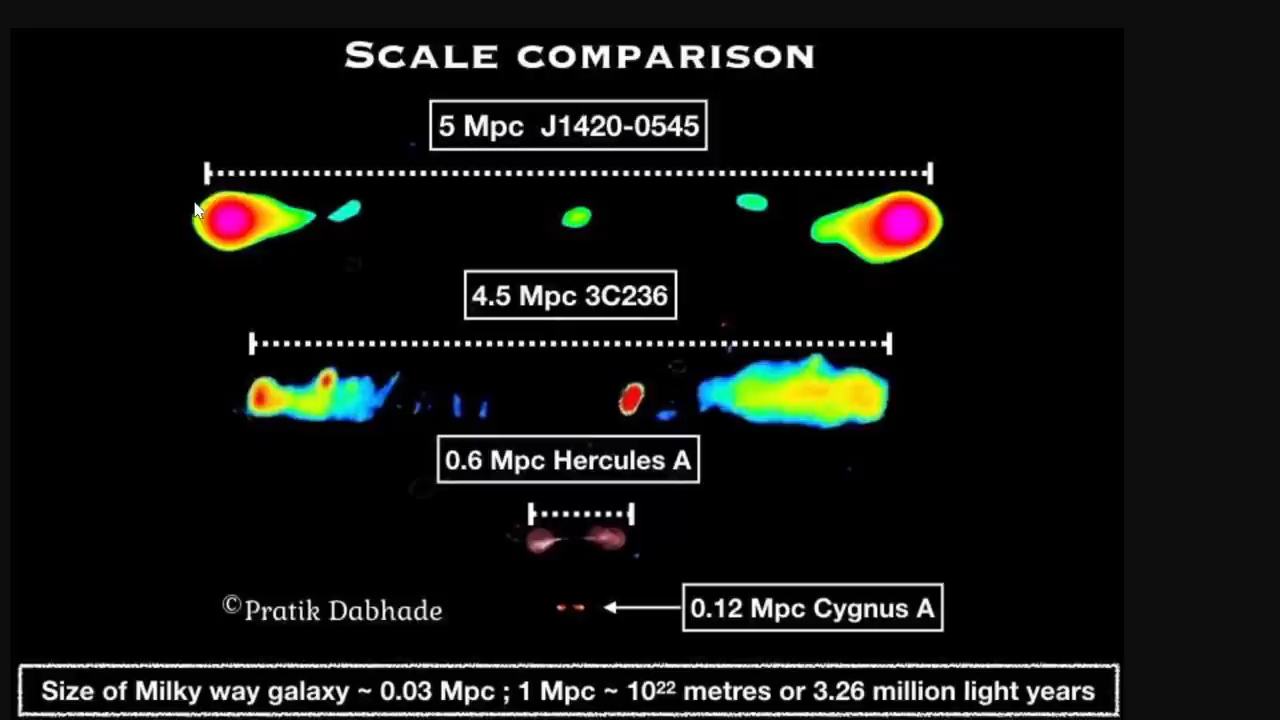 SCALE COMPARISON
5 Mpc J1420-0545
4.5 Mpc 3C236
0.6 Mpc Hercules A
0.12 Mpc Cygnus A
©Pratik Dabhade
Size of Milky way galaxy ~ 0.03 Mpc ; 1 Mpc ~ 10²² metres or 3.26 million light years